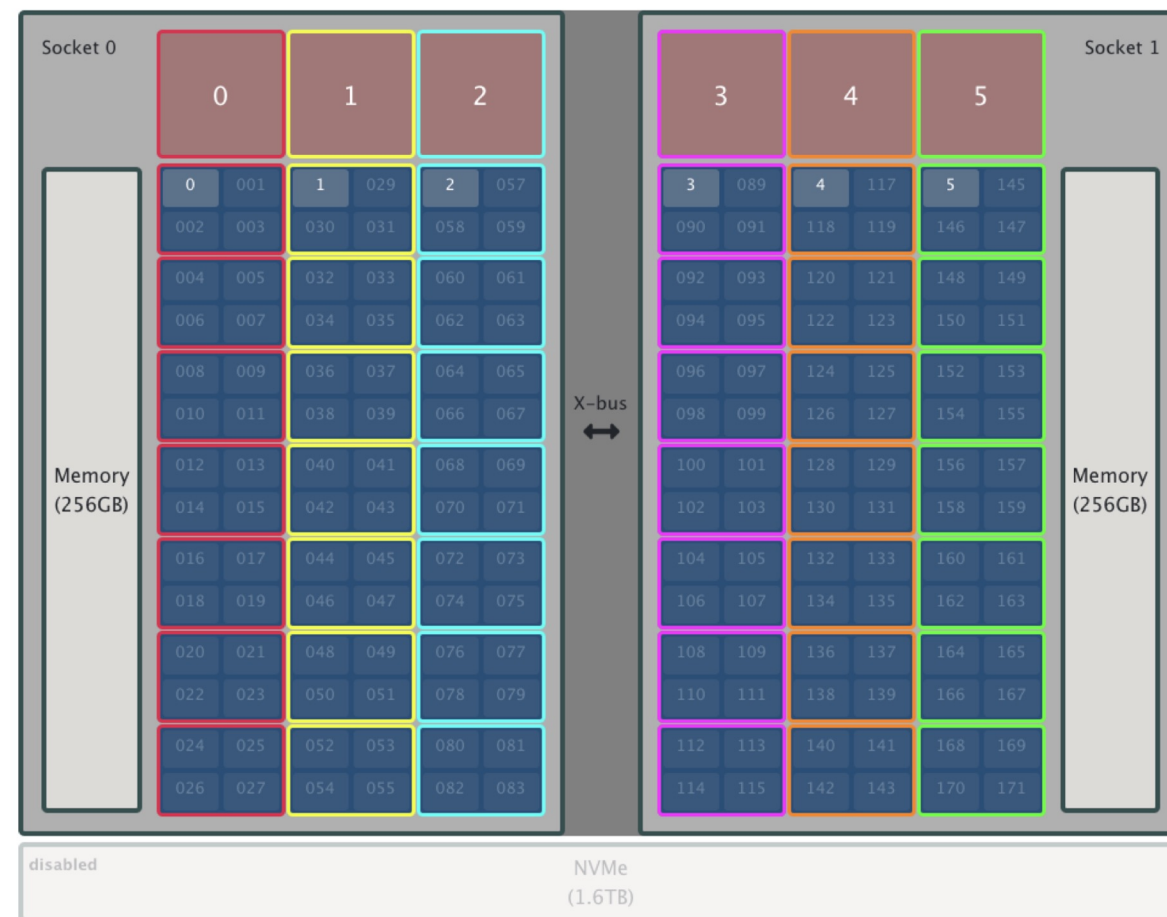 Socket 0
Socket 1
0 1 2 3 4 5
0 001 1 029 2 057 3 089 4 117 5 145
002 003 030 031 058 059 090 091 118 119 146 147
004 005 032 033 060 061 092 093 120 121 148 149
006 007 034 035 062 063 094 095 122 123 150 151
008 009 036 037 064 065 096 097 124 125 152 153
X-bus
010 011 038 039 066 067 098 099 126 127 154 155
012 013 040 041 068 069 100 101 128 129 156 157
Memory
Memory
(256GB)
(256GB)
014 015 042 043 070 071 102 103 130 131 158 159
016 017 044 045 072 073 104 105 132 133 160 161
018 019 046 047 074 075 106 107 134 135 162 163
020 021 048 049 076 077 108 109 136 137 164 165
022 023 050 051 078 079 110 111 138 139 166 167
024 025 052 053 080 081 112 113 140 141 168 169
026 027 054 055 082 083 114 115 142 143 170 171
disabled
NVMe
(1.6TB)